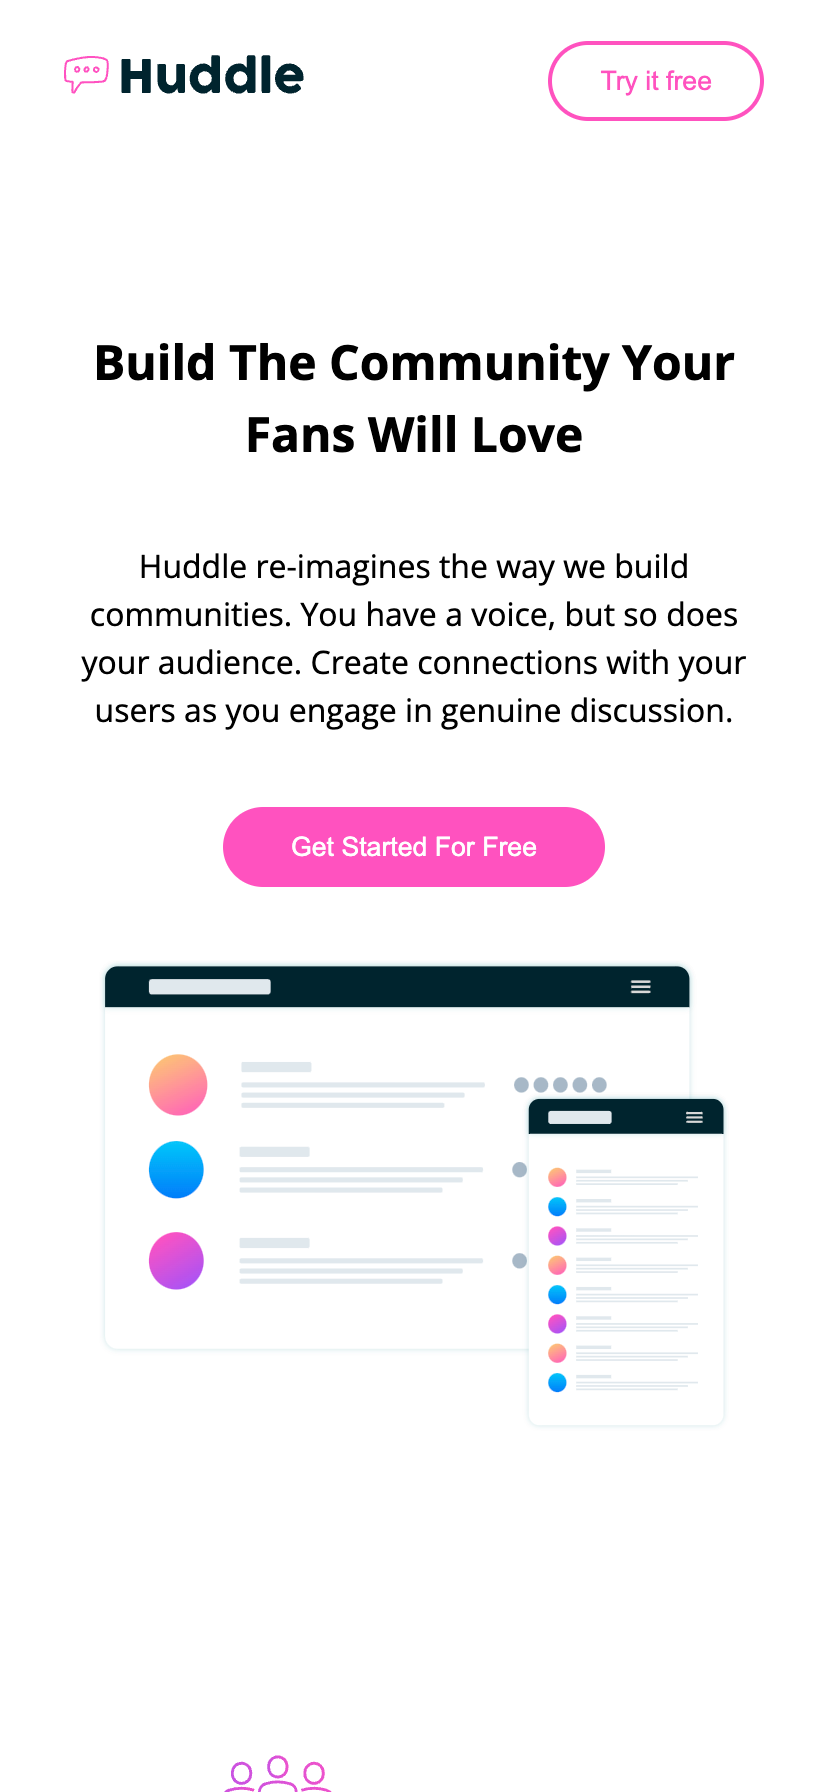 Huddle
Try it free
Build The Community Your
Fans Will Love
Huddle re-imagines the way we build
communities. You have a voice, but so does
your audience. Create connections with your
users as you engage in genuine discussion.
Get Started For Free